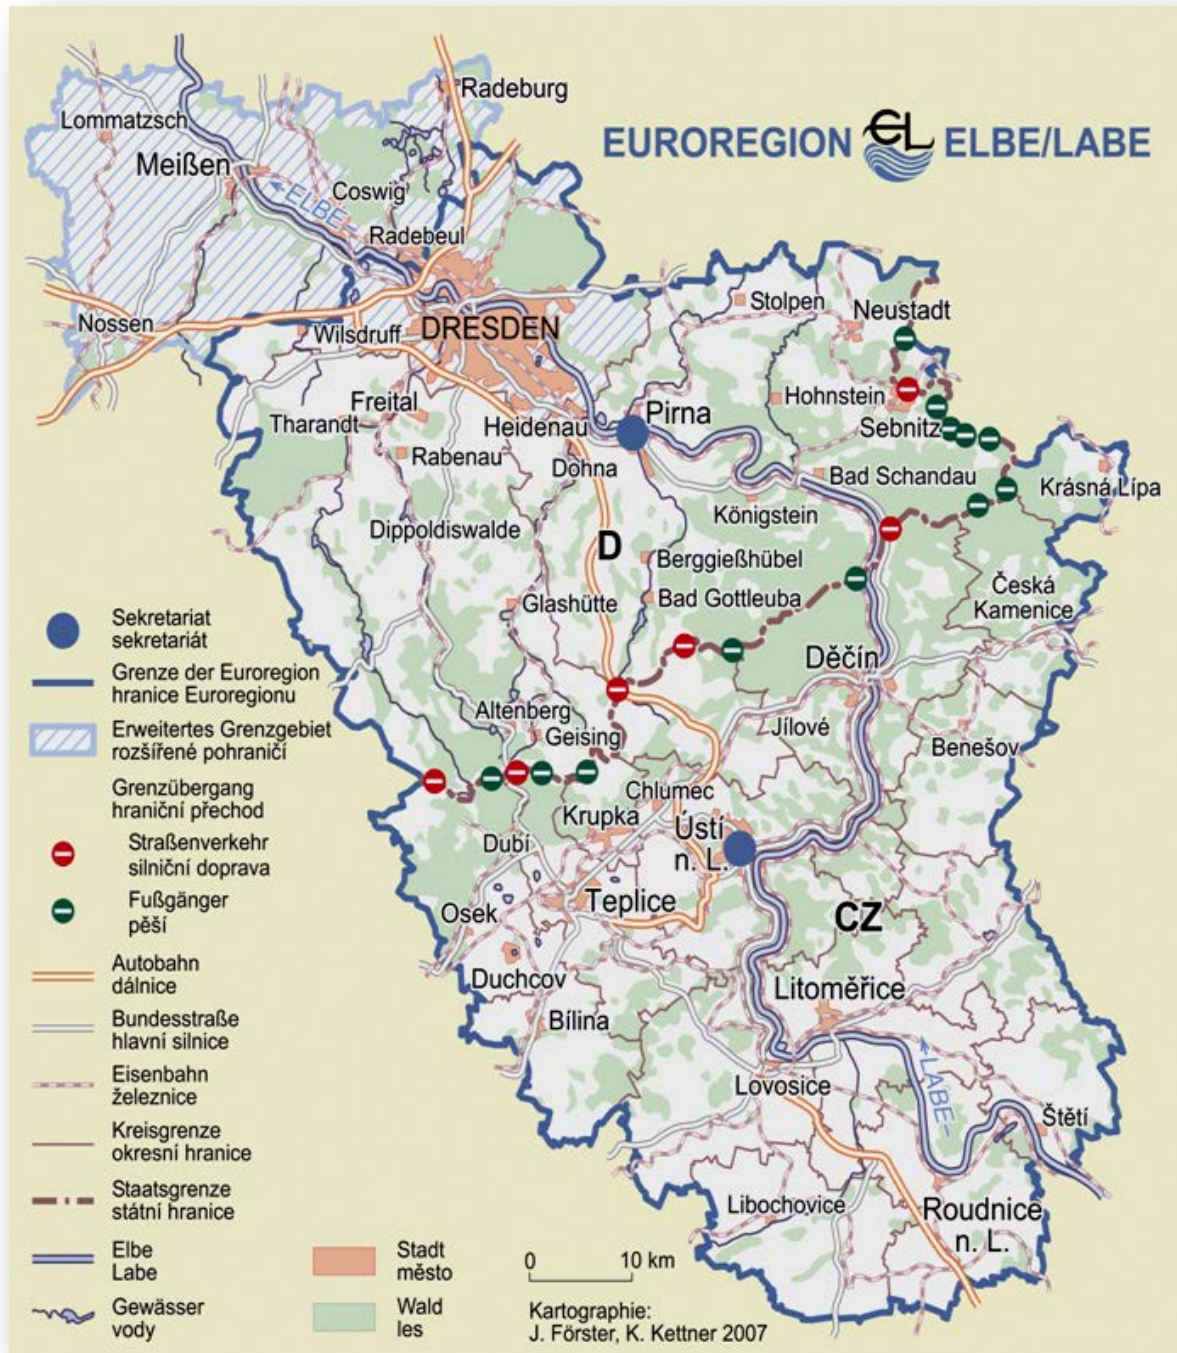 EUROREGION EL ELBE/LABE
Radeburg
Lommatzsch
Meißen
Coswig
ELBE
Radebeul
Stolpen
Neustadt
Nossen
Wilsdruff
DRESDEN
Hohnstein
Freital
Pirna
Tharandt
Heidenau
Sebnitz
Rabenau
Dohna
Bad Schandau
Krásná Lípa
Königstein
Dippoldiswalde
D
Berggießhübel
Česká
Kamenice
Glashütte
Bad Gottleuba
Děčín
Altenberg
Geising
Jílové
Benešov
Chlumec
Krupka
Ústí
n. L.
Dubí
Teplice
Osek
CZ
Duchcov
Litoměřice
Bílina
Lovosice
LABE
Štětí
Libochovice
Roudnice
n. L.
Sekretariat
sekretariát
Grenze der Euroregion
hranice Euroregionu
Erweitertes Grenzgebiet
rozšířené pohraničí
Grenzübergang
hraniční přechod
Straßenverkehr
silniční doprava
Fußgänger
pěší
Autobahn
dálnice
Bundesstraße
hlavní silnice
Eisenbahn
železnice
Kreisgrenze
okresní hranice
Staatsgrenze
státní hranice
Elbe
Labe
Gewässer
vody
Stadt
město
Wald
les
0 10 km
Kartographie:
J. Förster, K. Kettner 2007